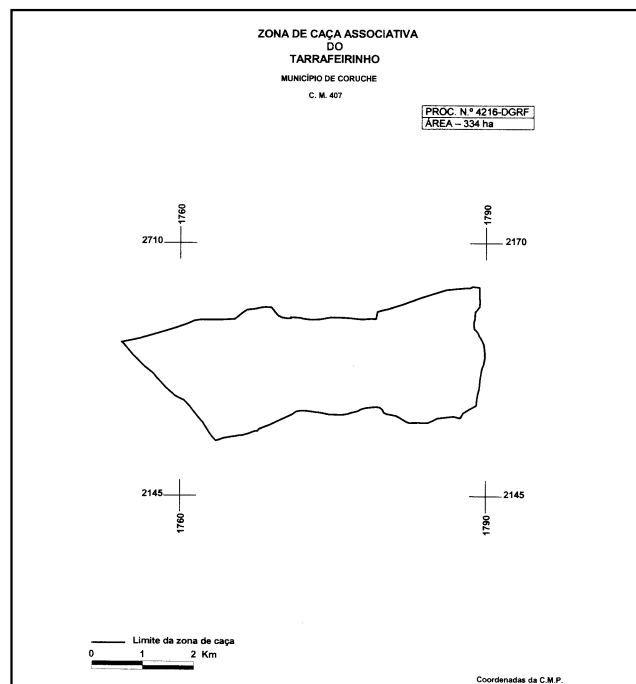 ZONA DE CAÇA ASSOCIATIVA
DO
TARRAFEIRINHO
MUNICÍPIO DE CORUCHE
C. M. 407
PROC. N.º 4216-DGRF
ÁREA – 334 ha
1760
1790
2710
2170
2145
2145
1760
1790
Limite da zona de caça
0 1 2 Km
Coordenadas da C.M.P.